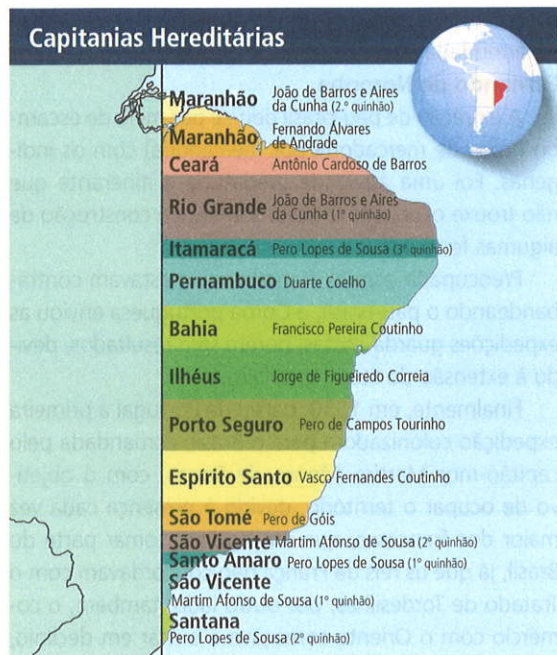 Capitanias Hereditárias
Maranhão João de Barros e Aires
da Cunha (2.º quinhão)
Maranhão Fernando Álvares
de Andrade
Ceará Antônio Cardoso de Barros
Rio Grande João de Barros e Aires
da Cunha (1º quinhão)
Itamaracá Pero Lopes de Sousa (3º quinhão)
Pernambuco Duarte Coelho
Bahia Francisco Pereira Coutinho
Ilhéus Jorge de Figueiredo Correia
Porto Seguro Pero de Campos Tourinho
Espírito Santo Vasco Fernandes Coutinho
São Tomé Pero de Góis
São Vicente Martim Afonso de Sousa (2º quinhão)
Santo Amaro Pero Lopes de Sousa (1º quinhão)
São Vicente
Martim Afonso de Sousa (1º quinhão)
Santana
Pero Lopes de Sousa (2º quinhão)